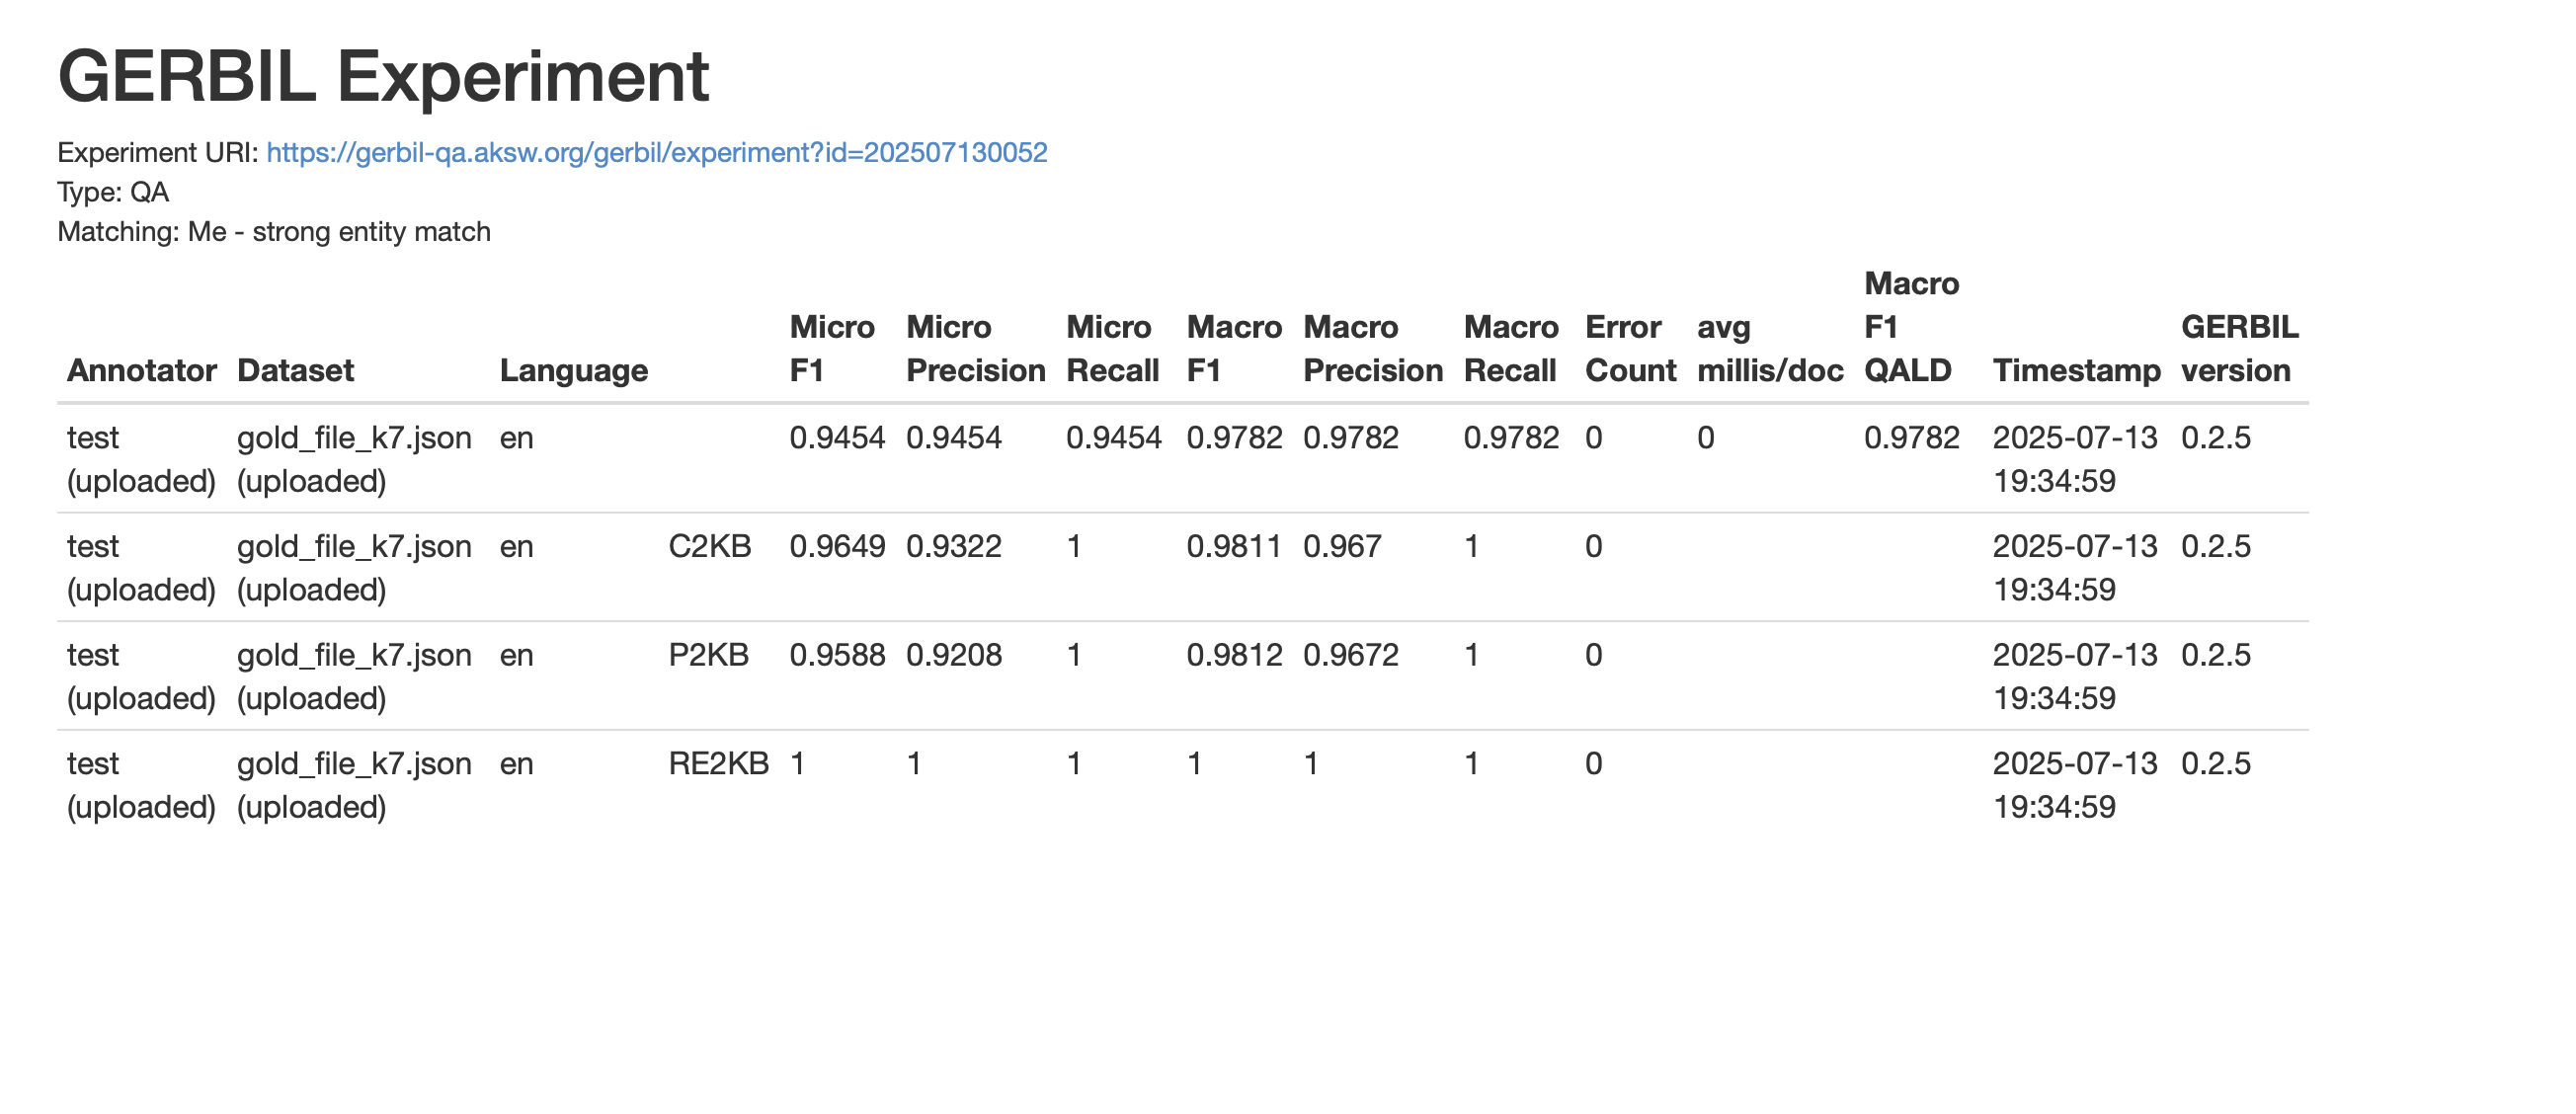 GERBIL Experiment
Experiment URI: https://gerbil-qa.aksw.org/gerbil/experiment?id=202507130052
Type: QA
Matching: Me - strong entity match
Annotator Dataset Language Micro F1 Micro Precision Micro Recall Macro F1 Macro Precision Macro Recall Error Count avg millis/doc Macro F1 QALD Timestamp GERBIL version
test (uploaded) gold_file_k7.json (uploaded) en 0.9454 0.9454 0.9454 0.9782 0.9782 0.9782 0 0 0.9782 2025-07-13 19:34:59 0.2.5
test (uploaded) gold_file_k7.json (uploaded) en C2KB 0.9649 0.9322 1 0.9811 0.967 1 0 2025-07-13 19:34:59 0.2.5
test (uploaded) gold_file_k7.json (uploaded) en P2KB 0.9588 0.9208 1 0.9812 0.9672 1 0 2025-07-13 19:34:59 0.2.5
test (uploaded) gold_file_k7.json (uploaded) en RE2KB 1 1 1 1 1 1 0 2025-07-13 19:34:59 0.2.5